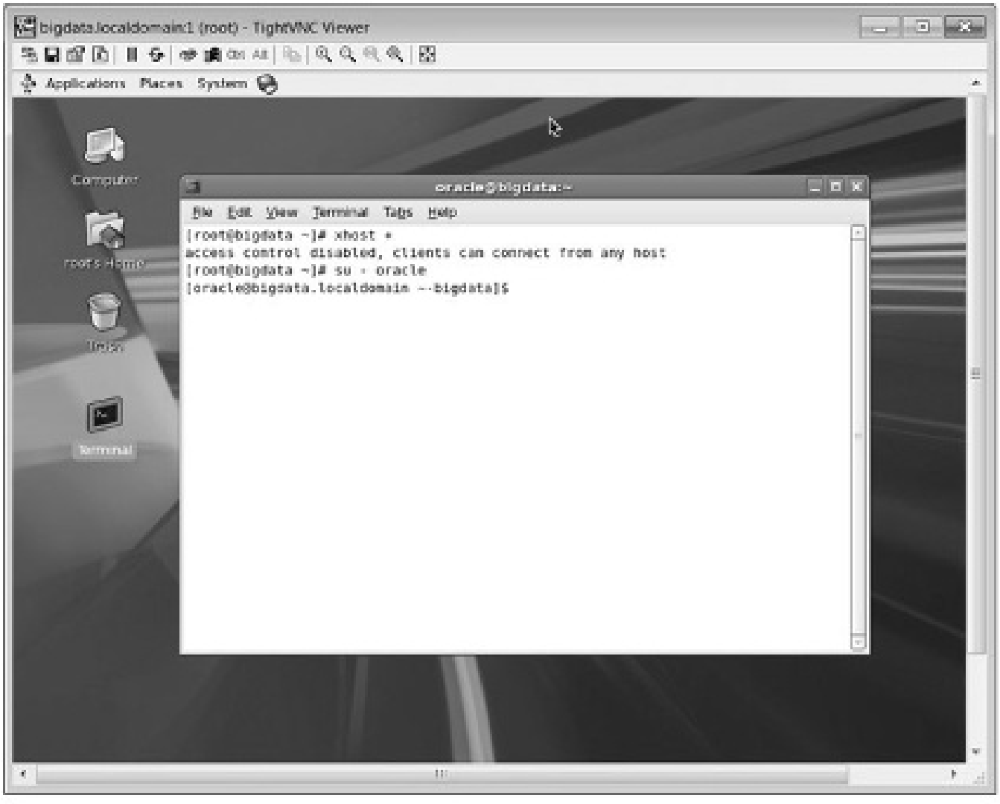 bigdata.localdomain:1 (root) - TightVNC Viewer
Ctrl Alt
Applications Places System
Computer
root's Home
Trash
Terminal
oracle@bigdata:~
File Edit View Terminal Tabs Help
[root@bigdata ~]# xhost +
access control disabled, clients can connect from any host
[root@bigdata ~]# su - oracle
[oracle@bigdata.localdomain ~-bigdata]$